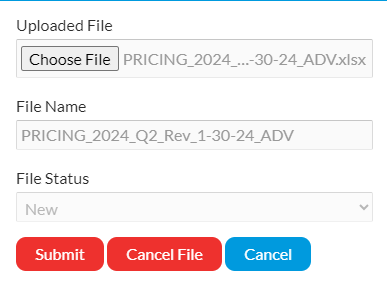 Uploaded File
Choose File PRICING_2024_...-30-24_ADV.xlsx
File Name
PRICING_2024_Q2_Rev_1-30-24_ADV
File Status
New
Submit Cancel File Cancel